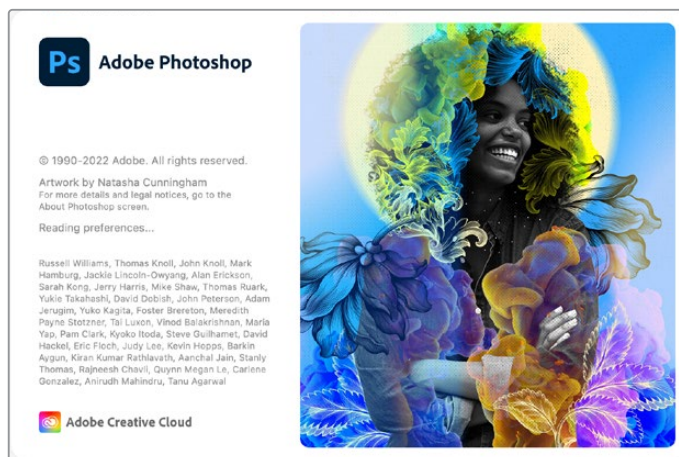 Ps Adobe Photoshop
© 1990-2022 Adobe. All rights reserved.
Artwork by Natasha Cunningham
For more details and legal notices, go to the
About Photoshop screen.
Reading preferences...
Russell Williams, Thomas Knoll, John Knoll, Mark
Hamburg, Jackie Lincoln-Owyang, Alan Erickson,
Sarah Kong, Jerry Harris, Mike Shaw, Thomas Ruark,
Yukie Takahashi, David Dobish, John Peterson, Adam
Jerugim, Yuko Kagita, Foster Brereton, Meredith
Payne Stotzner, Tai Luxon, Vinod Balakrishnan, Maria
Yap, Pam Clark, Kyoko Itoda, Steve Guilhamet, David
Hackel, Eric Floch, Judy Lee, Kevin Hopps, Barkin
Aygun, Kiran Kumar Rathlavath, Aanchal Jain, Stanly
Thomas, Rajneesh Chavli, Quynn Megan Le, Carlene
Gonzalez, Anirudh Mahindru, Tanu Agarwal
Adobe Creative Cloud